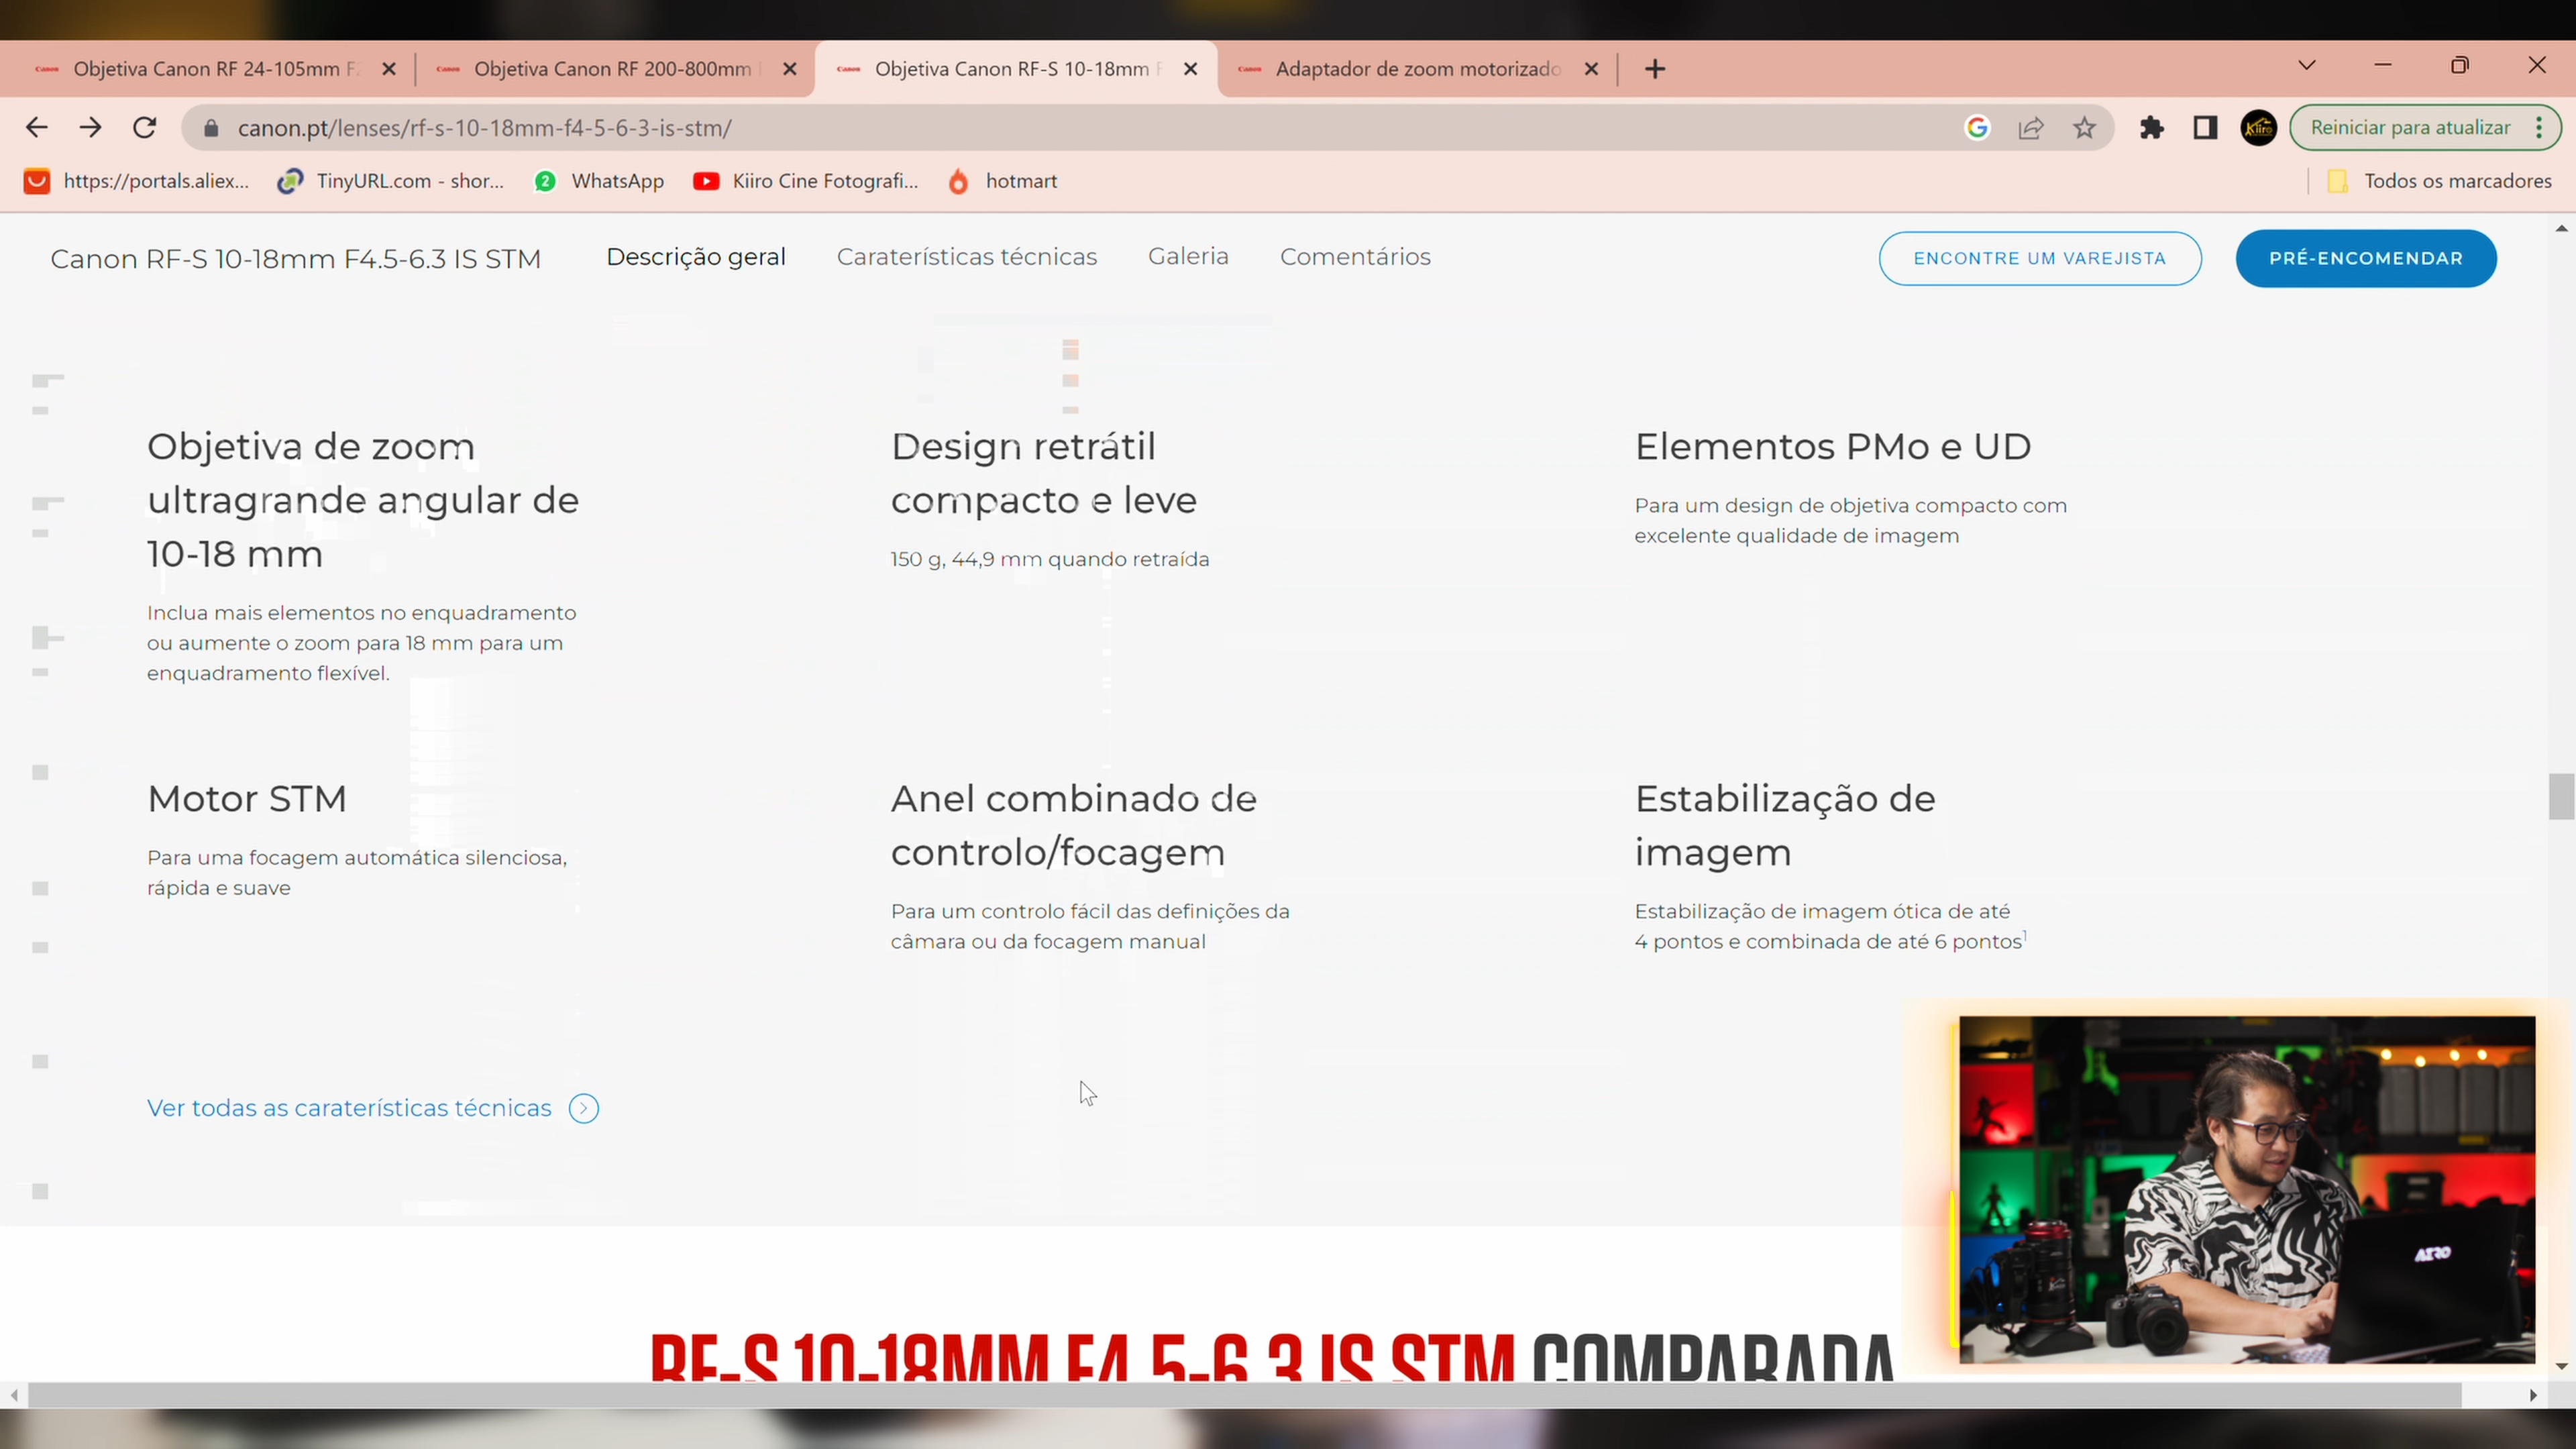 Canon Objetiva Canon RF 24-105mm F
Canon Objetiva Canon RF 200-800mm
Canon Objetiva Canon RF-S 10-18mm F
Canon Adaptador de zoom motorizado
canon.pt/lenses/rf-s-10-18mm-f4-5-6-3-is-stm/
Kiiro
Reiniciar para atualizar
https://portals.aliex...
TinyURL.com - shor...
2 WhatsApp
Kiiro Cine Fotografi...
hotmart
Todos os marcadores
Canon RF-S 10-18mm F4.5-6.3 IS STM
Descrição geral
Caraterísticas técnicas
Galeria
Comentários
ENCONTRE UM VAREJISTA
PRÉ-ENCOMENDAR
Objetiva de zoom
ultragrande angular de
10-18 mm
Inclua mais elementos no enquadramento
ou aumente o zoom para 18 mm para um
enquadramento flexível.
Design retrátil
compacto e leve
150 g, 44,9 mm quando retraída
Elementos PMo e UD
Para um design de objetiva compacto com
excelente qualidade de imagem
Motor STM
Para uma focagem automática silenciosa,
rápida e suave
Anel combinado de
controlo/focagem
Para um controlo fácil das definições da
câmara ou da focagem manual
Estabilização de
imagem
Estabilização de imagem ótica de até
4 pontos e combinada de até 6 pontos¹
Ver todas as caraterísticas técnicas
RF-S 10-18MM F4.5-6.3 IS STM COMPARADA